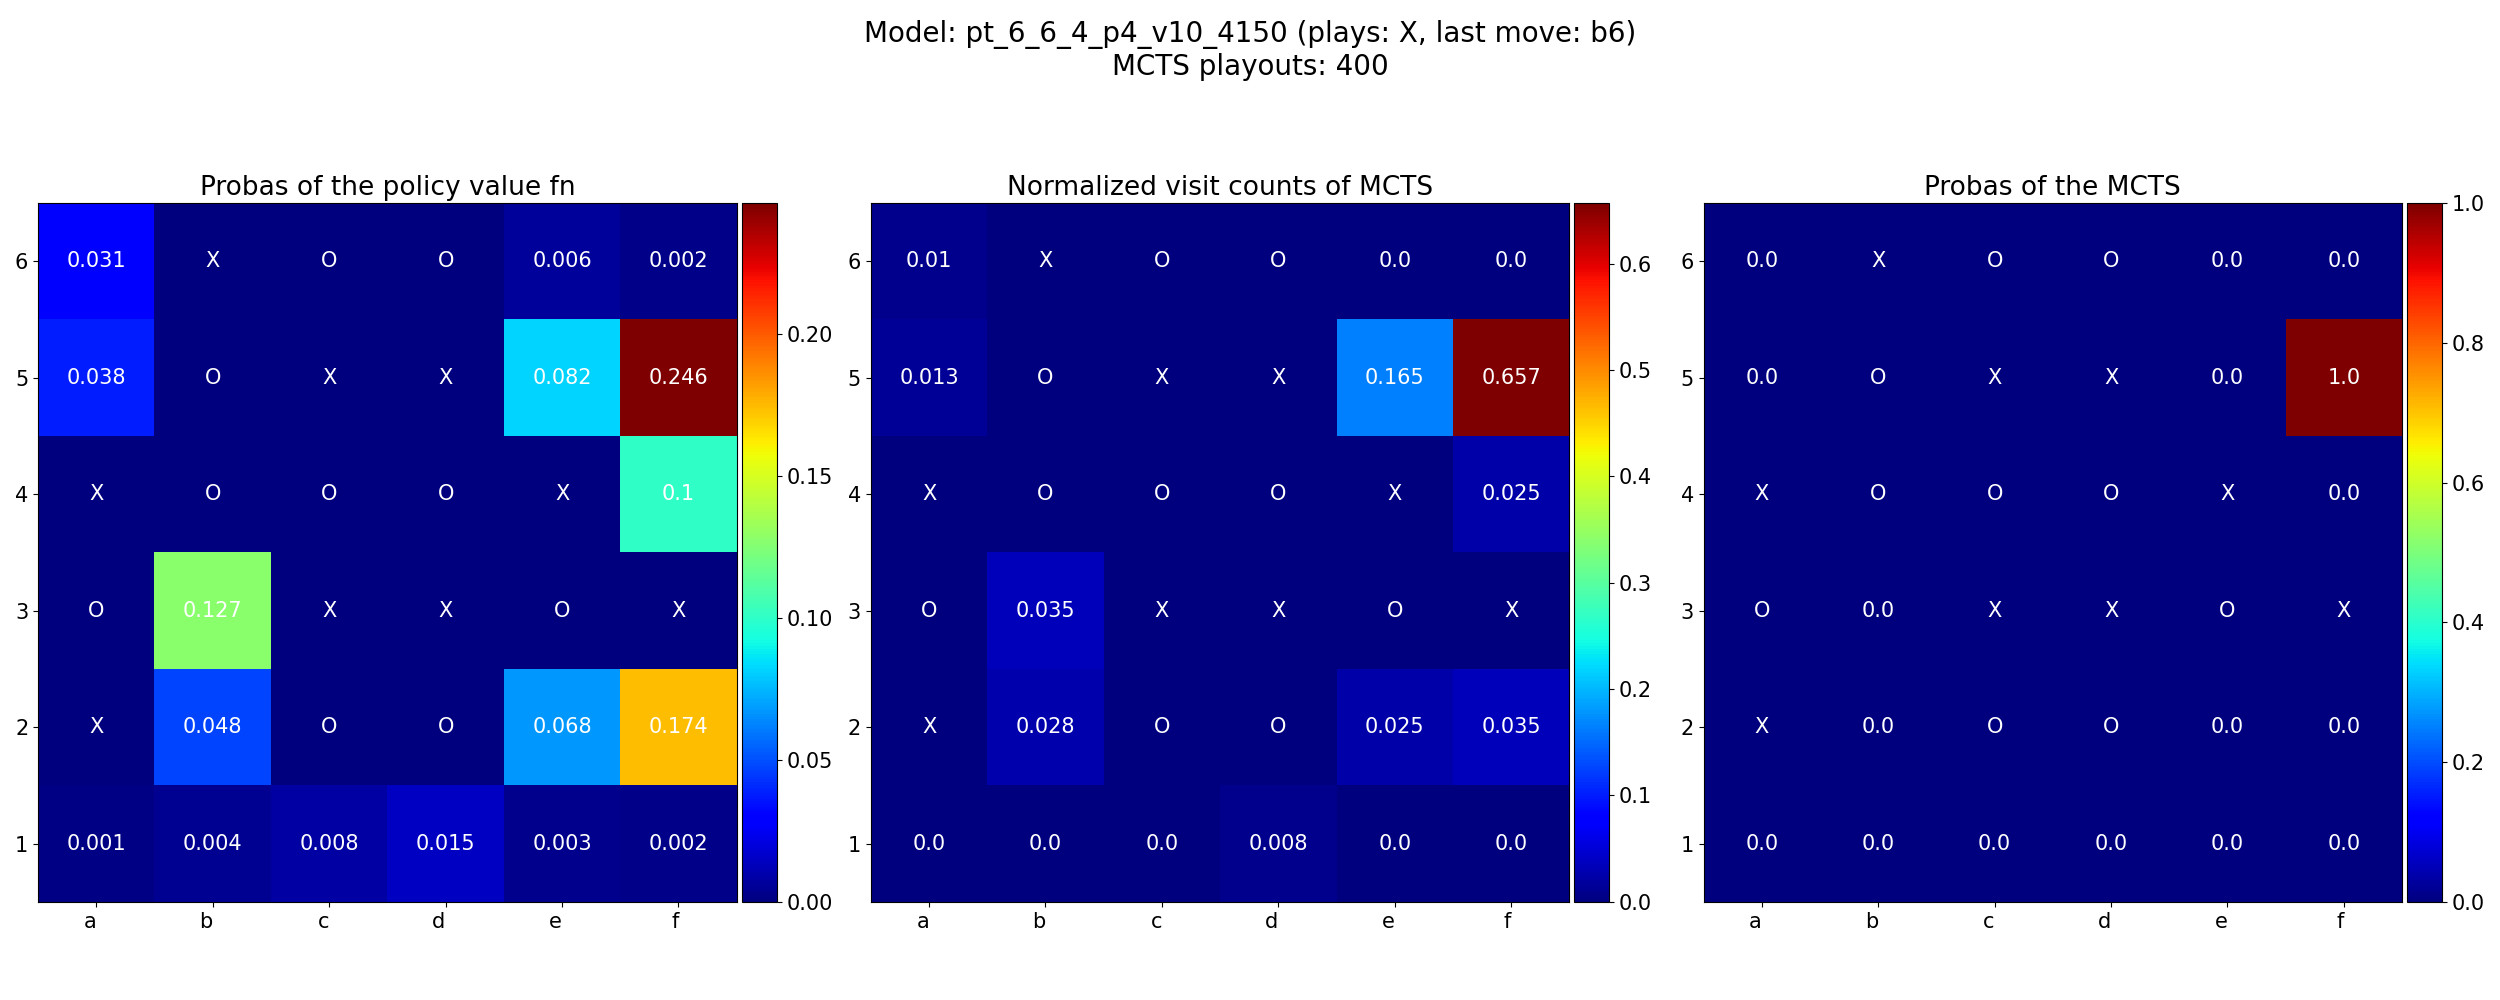 Model: pt_6_6_4_p4_v10_4150 (plays: X, last move: b6)
MCTS playouts: 400
Probas of the policy value fn
6 0.031 X O O 0.006 0.002
5 0.038 O X X 0.082 0.246
4 X O O O X 0.1
3 O 0.127 X X O X
2 X 0.048 O O 0.068 0.174
1 0.001 0.004 0.008 0.015 0.003 0.002
a b c d e f
0.20
0.15
0.10
0.05
0.00
Normalized visit counts of MCTS
6 0.01 X O O 0.0 0.0
5 0.013 O X X 0.165 0.657
4 X O O O X 0.025
3 O 0.035 X X O X
2 X 0.028 O O 0.025 0.035
1 0.0 0.0 0.0 0.008 0.0 0.0
a b c d e f
0.6
0.5
0.4
0.3
0.2
0.1
0.0
Probas of the MCTS
6 0.0 X O O 0.0 0.0
5 0.0 O X X 0.0 1.0
4 X O O O X 0.0
3 O 0.0 X X O X
2 X 0.0 O O 0.0 0.0
1 0.0 0.0 0.0 0.0 0.0 0.0
a b c d e f
1.0
0.8
0.6
0.4
0.2
0.0